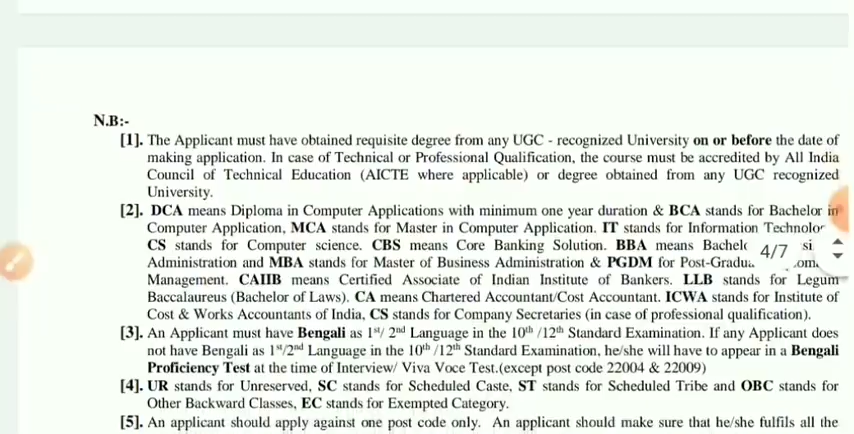 N.B:-
[1]. The Applicant must have obtained requisite degree from any UGC - recognized University on or before the date of
making application. In case of Technical or Professional Qualification, the course must be accredited by All India
Council of Technical Education (AICTE where applicable) or degree obtained from any UGC recognized
University.
[2]. DCA means Diploma in Computer Applications with minimum one year duration & BCA stands for Bachelor in
Computer Application, MCA stands for Master in Computer Application. IT stands for Information
CS stands for Computer science. CBS means Core Banking Solution. BBA means
4/7
Administration and MBA stands for Master of Business Administration & PGDM for
Management. CAIIB means Certified Associate of Indian Institute of Bankers. LLB stands for Legum
Baccalaureus (Bachelor of Laws). CA means Chartered Accountant/Cost Accountant. ICWA stands for Institute of
Cost & Works Accountants of India, CS stands for Company Secretaries (in case of professional qualification).
[3]. An Applicant must have Bengali as 1st/ 2nd Language in the 10th /12th Standard Examination. If any Applicant does
not have Bengali as 1st/2nd Language in the 10th /12th Standard Examination, he/she will have to appear in a Bengali
Proficiency Test at the time of Interview/ Viva Voce Test.(except post code 22004 & 22009)
[4]. UR stands for Unreserved, SC stands for Scheduled Caste, ST stands for Scheduled Tribe and OBC stands for
Other Backward Classes, EC stands for Exempted Category.
[5]. An applicant should apply against one post code only. An applicant should make sure that he/she fulfils all the